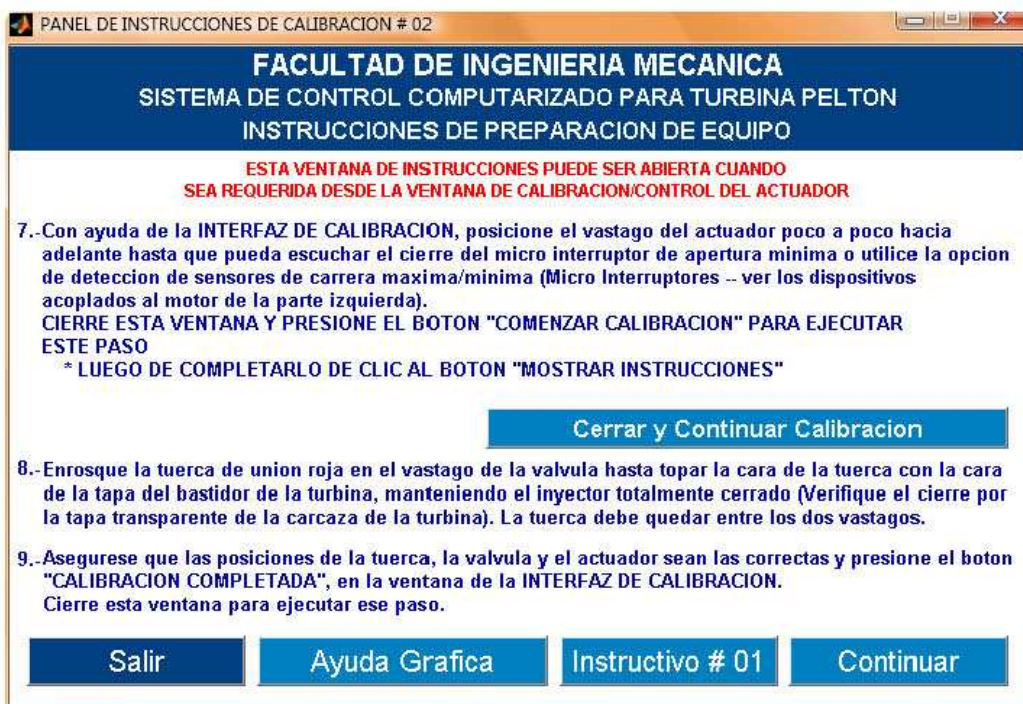 PANEL DE INSTRUCCIONES DE CALIBRACION # 02
FACULTAD DE INGENIERIA MECANICA
SISTEMA DE CONTROL COMPUTARIZADO PARA TURBINA PELTON
INSTRUCCIONES DE PREPARACION DE EQUIPO
ESTA VENTANA DE INSTRUCCIONES PUEDE SER ABIERTA CUANDO
SEA REQUERIDA DESDE LA VENTANA DE CALIBRACION/CONTROL DEL ACTUADOR
7.-Con ayuda de la INTERFAZ DE CALIBRACION, posicione el vastago del actuador poco a poco hacia
adelante hasta que pueda escuchar el cierre del micro interruptor de apertura minima o utilice la opcion
de deteccion de sensores de carrera maxima/minima (Micro Interruptores -- ver los dispositivos
acoplados al motor de la parte izquierda).
CIERRE ESTA VENTANA Y PRESIONE EL BOTON "COMENZAR CALIBRACION" PARA EJECUTAR
ESTE PASO
* LUEGO DE COMPLETARLO DE CLIC AL BOTON "MOSTRAR INSTRUCCIONES"
Cerrar y Continuar Calibracion
8.-Enrosque la tuerca de union roja en el vastago de la valvula hasta topar la cara de la tuerca con la cara
de la tapa del bastidor de la turbina, manteniendo el inyector totalmente cerrado (Verifique el cierre por
la tapa transparente de la carcaza de la turbina). La tuerca debe quedar entre los dos vastagos.
9.-Asegurese que las posiciones de la tuerca, la valvula y el actuador sean las correctas y presione el boton
"CALIBRACION COMPLETADA", en la ventana de la INTERFAZ DE CALIBRACION.
Cierre esta ventana para ejecutar ese paso.
Salir
Ayuda Grafica
Instructivo # 01
Continuar